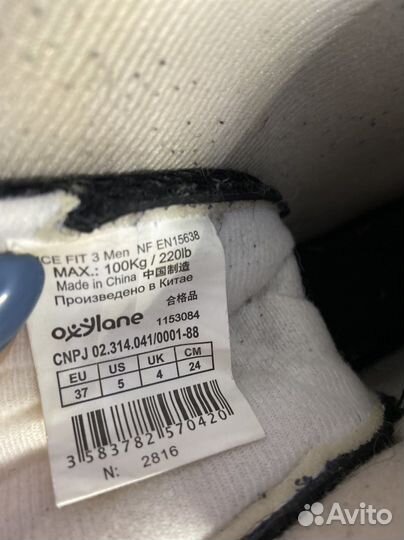 ICE FIT 3 Men NF EN15638
MAX.: 100Kg / 220lb
Made in China 中国制造
Произведено в Китае
合格品
oxylane 1153084
CNPJ 02.314.041/0001-88
EU US UK CM
37 5 4 24
3 583782 570420
N: 2816
Avito